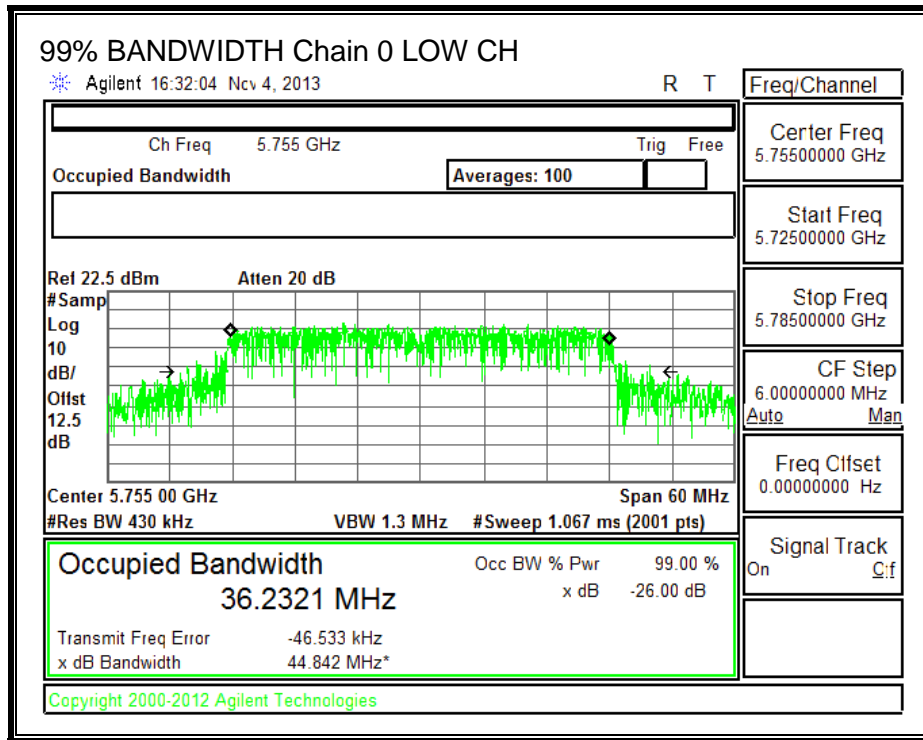 99% BANDWIDTH Chain 0 LOW CH
Agilent 16:32:04 Nov 4, 2013 R T
Freq/Channel
Ch Freq 5.755 GHz Trig Free
Occupied Bandwidth Averages: 100
Center Freq
5.75500000 GHz
Start Freq
5.72500000 GHz
Ref 22.5 dBm Atten 20 dB
#Samp
Log
10
dB/
Offst
12.5
dB
Stop Freq
5.78500000 GHz
CF Step
6.00000000 MHz
Auto Man
Center 5.755 00 GHz Span 60 MHz
#Res BW 430 kHz VBW 1.3 MHz #Sweep 1.067 ms (2001 pts)
Freq Offset
0.00000000 Hz
Occupied Bandwidth
36.2321 MHz
Occ BW % Pwr 99.00 %
x dB -26.00 dB
Transmit Freq Error -46.533 kHz
x dB Bandwidth 44.842 MHz*
Signal Track
On Off
Copyright 2000-2012 Agilent Technologies